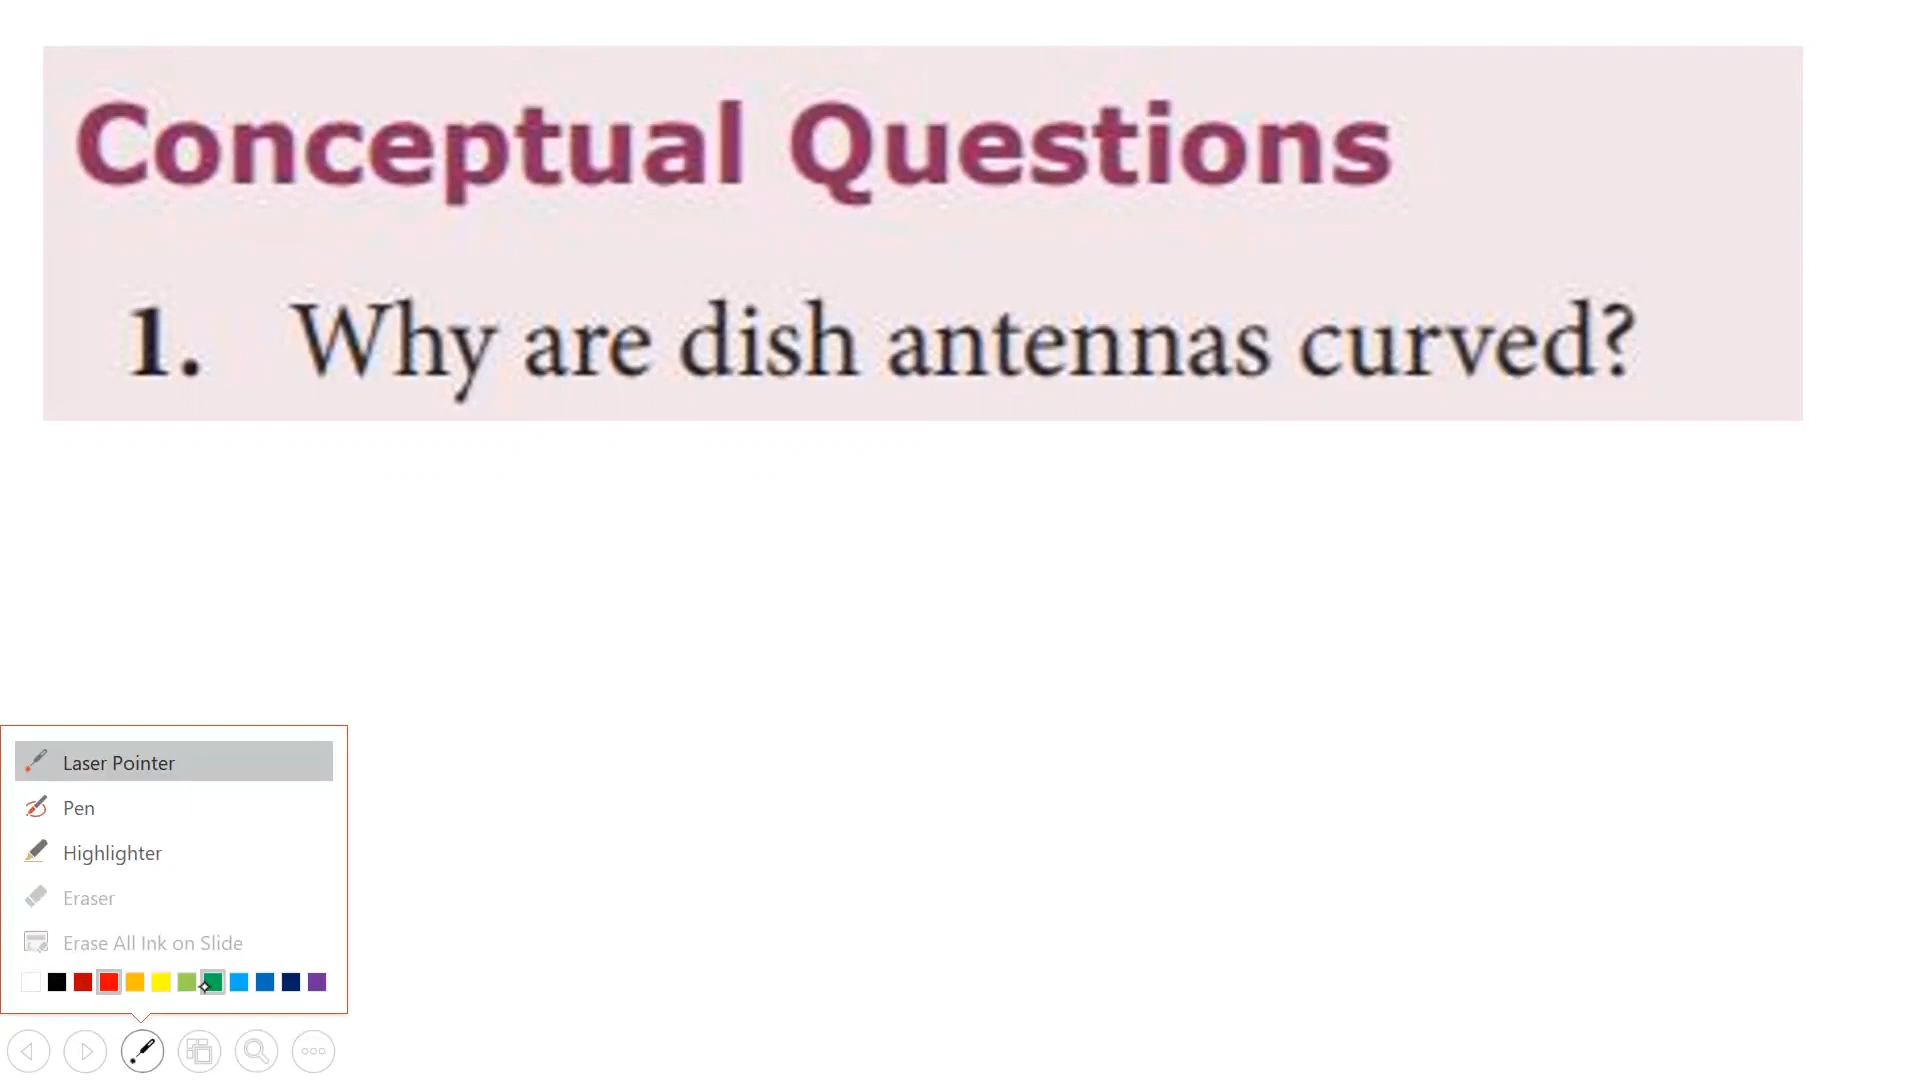 Conceptual Questions
1. Why are dish antennas curved?
Laser Pointer
Pen
Highlighter
Eraser
Erase All Ink on Slide